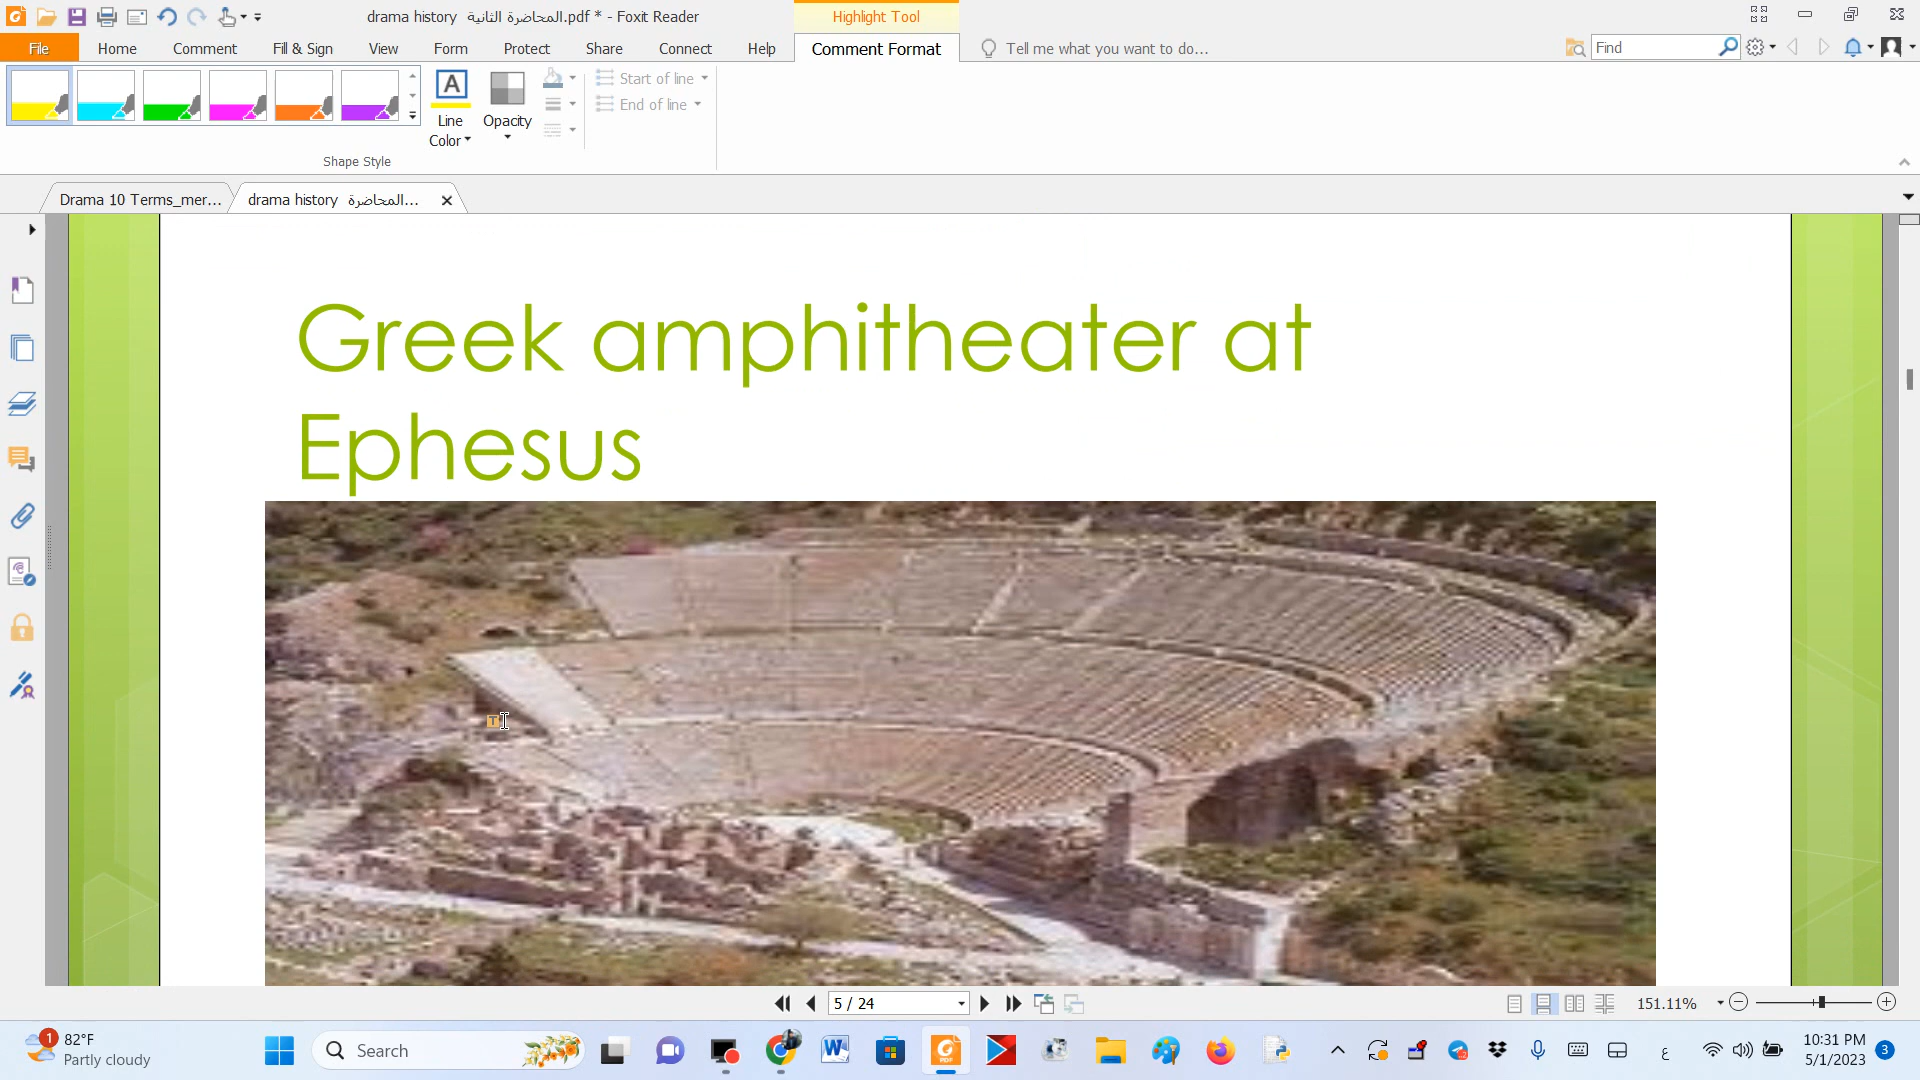 drama history المحاضرة الثانية.pdf * - Foxit Reader
Highlight Tool
File Home Comment Fill & Sign View Form Protect Share Connect Help Comment Format Tell me what you want to do... Find
Line Color
Opacity
Start of line
End of line
Shape Style
Drama 10 Terms_mer...
drama history المحاضرة...
Greek amphitheater at
Ephesus
5 / 24
151.11%
1
82°F
Partly cloudy
Search
ع
10:31 PM
5/1/2023
3